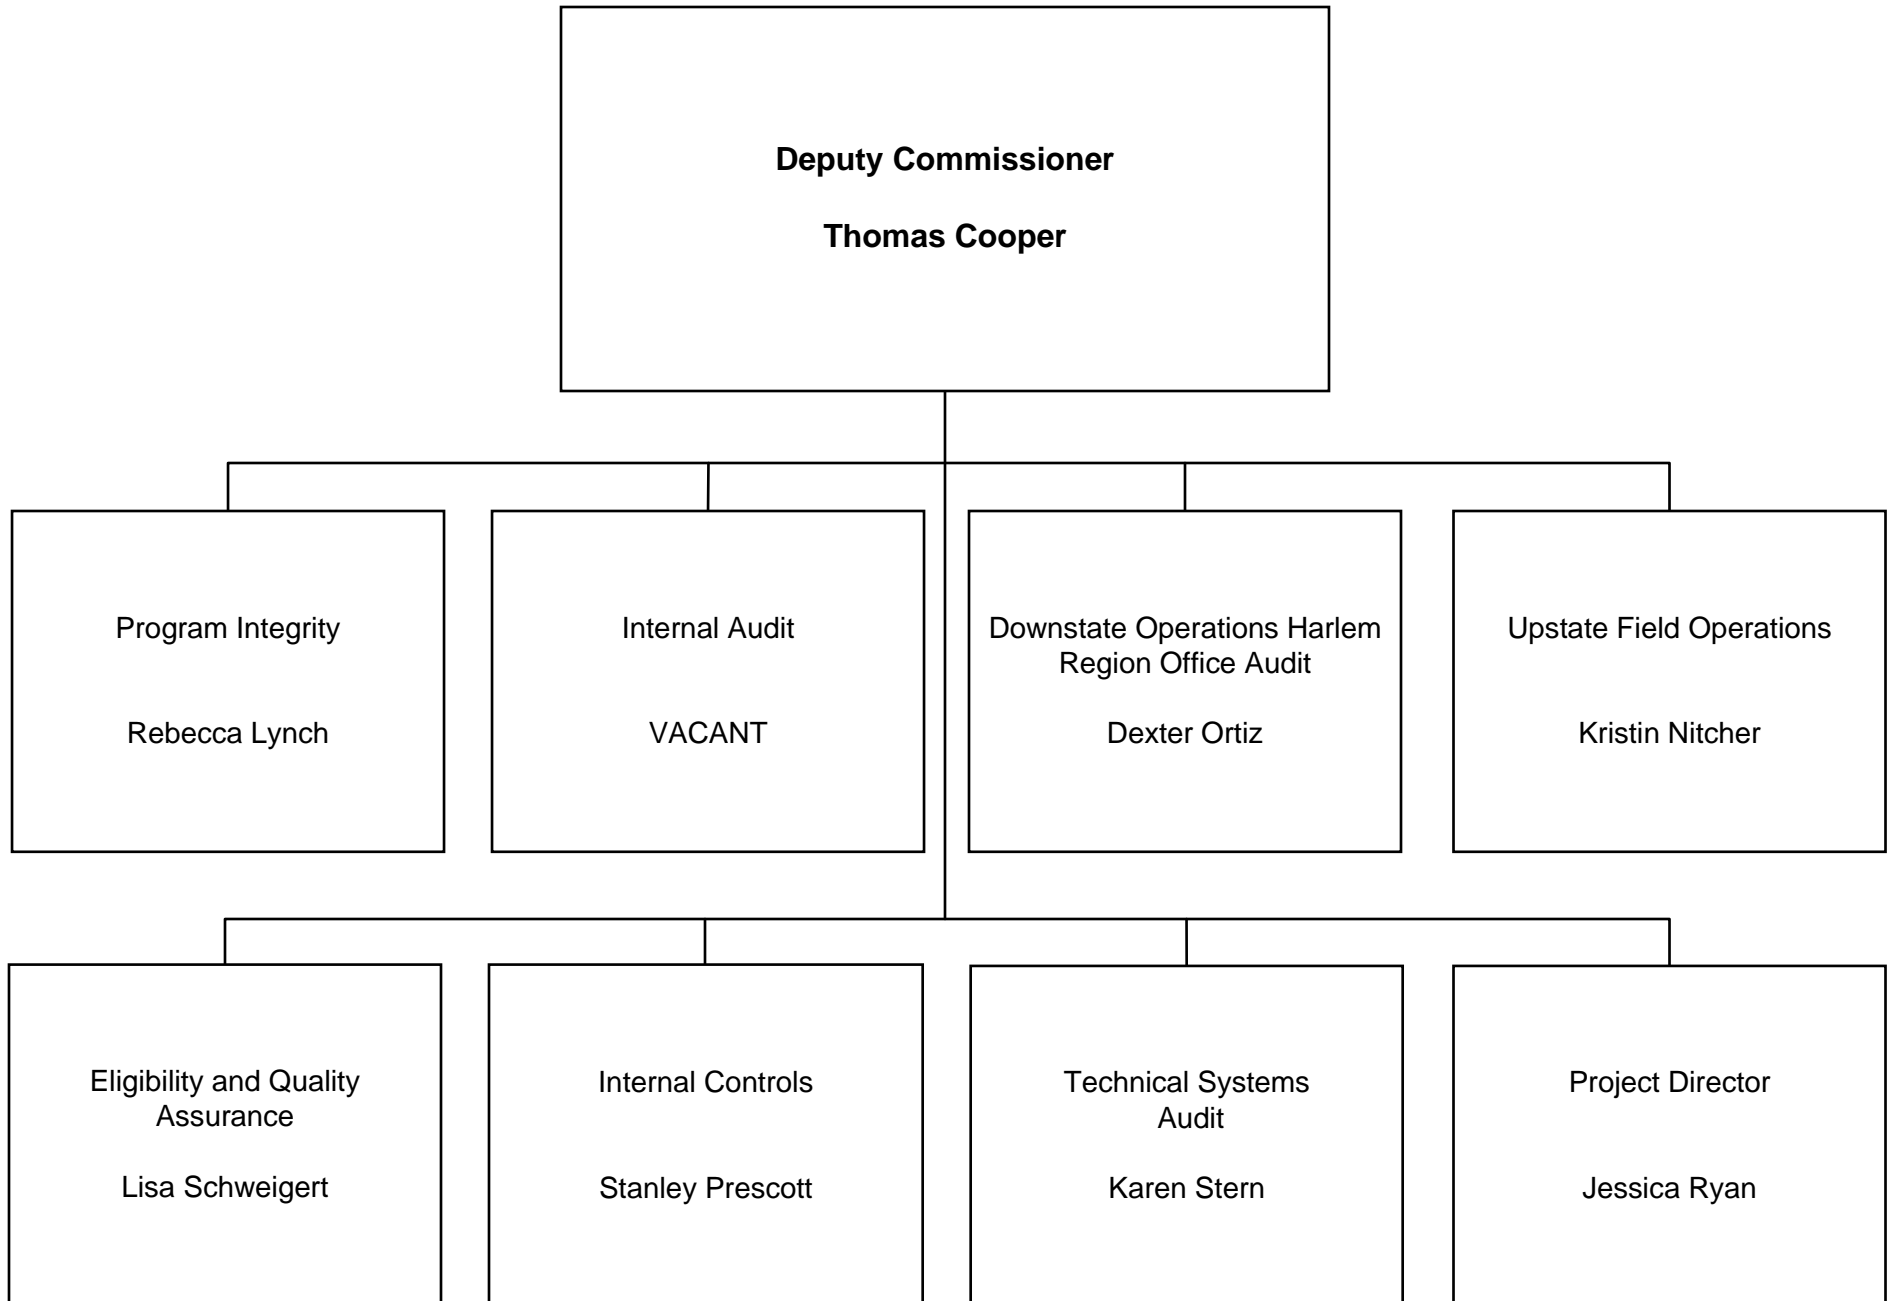 Deputy Commissioner
Thomas Cooper
Program Integrity
Rebecca Lynch
Internal Audit
VACANT
Downstate Operations Harlem
Region Office Audit
Dexter Ortiz
Upstate Field Operations
Kristin Nitcher
Eligibility and Quality
Assurance
Lisa Schweigert
Internal Controls
Stanley Prescott
Technical Systems
Audit
Karen Stern
Project Director
Jessica Ryan